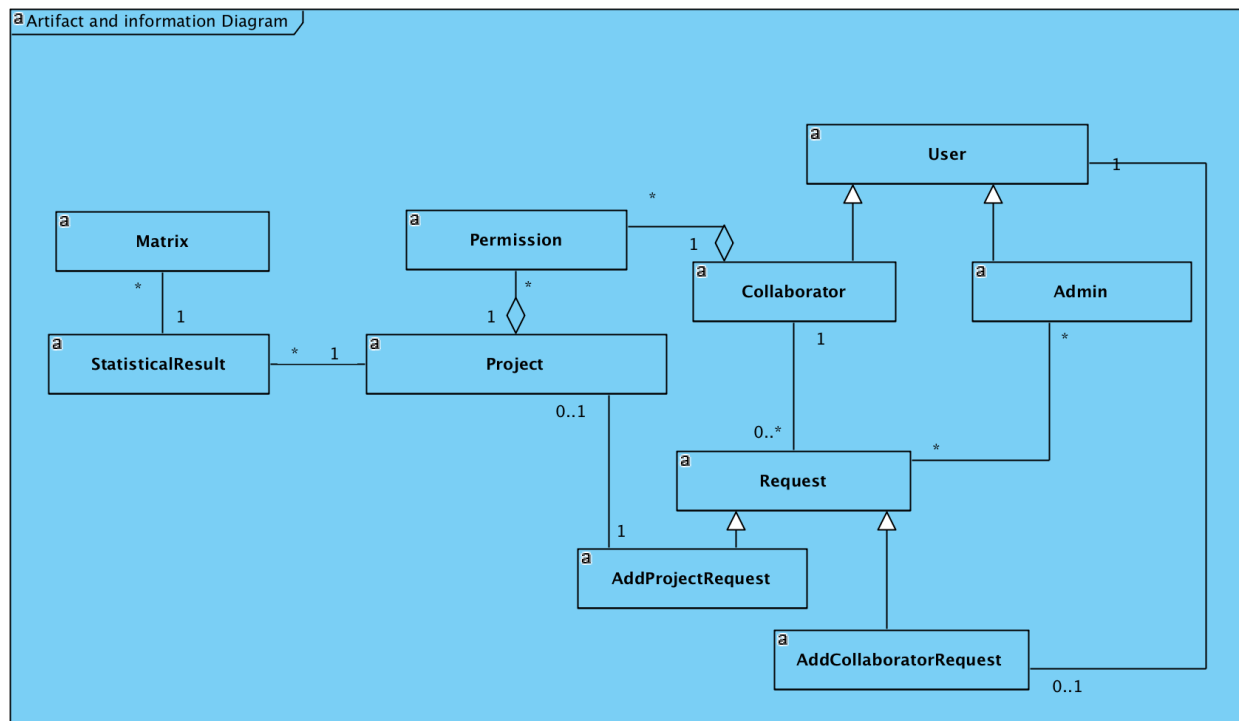 a Artifact and information Diagram
a
User
1
a
Matrix
*
a
Permission
*
*
1
a
Collaborator
1
a
Admin
*
1
a
StatisticalResult
*
1
1
a
Project
0..1
0..*
a
Request
*
1
a
AddProjectRequest
a
AddCollaboratorRequest
0..1